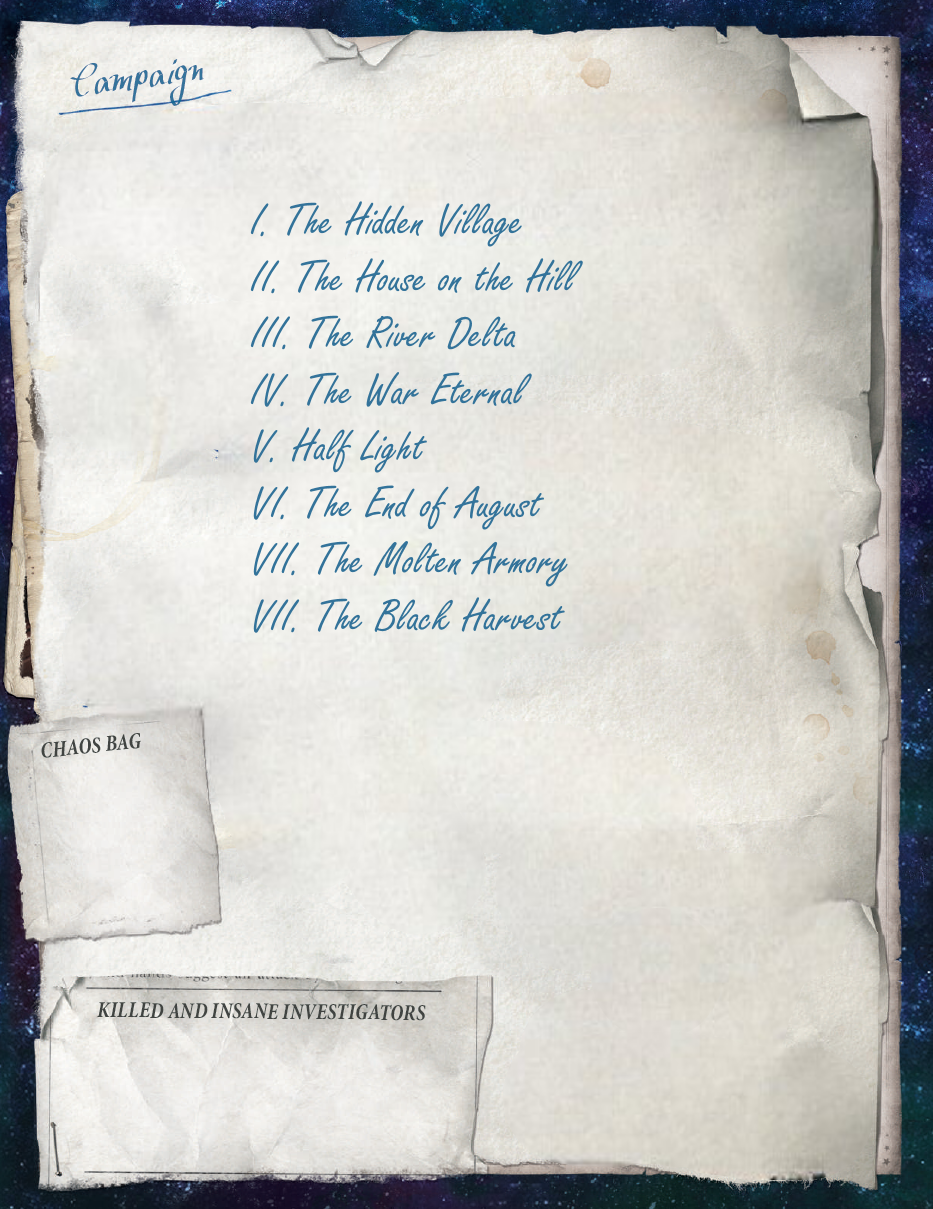 Campaign
I. The Hidden Village
II. The House on the Hill
III. The River Delta
IV. The War Eternal
V. Half Light
VI. The End of August
VII. The Molten Armory
VII. The Black Harvest
CHAOS BAG
KILLED AND INSANE INVESTIGATORS